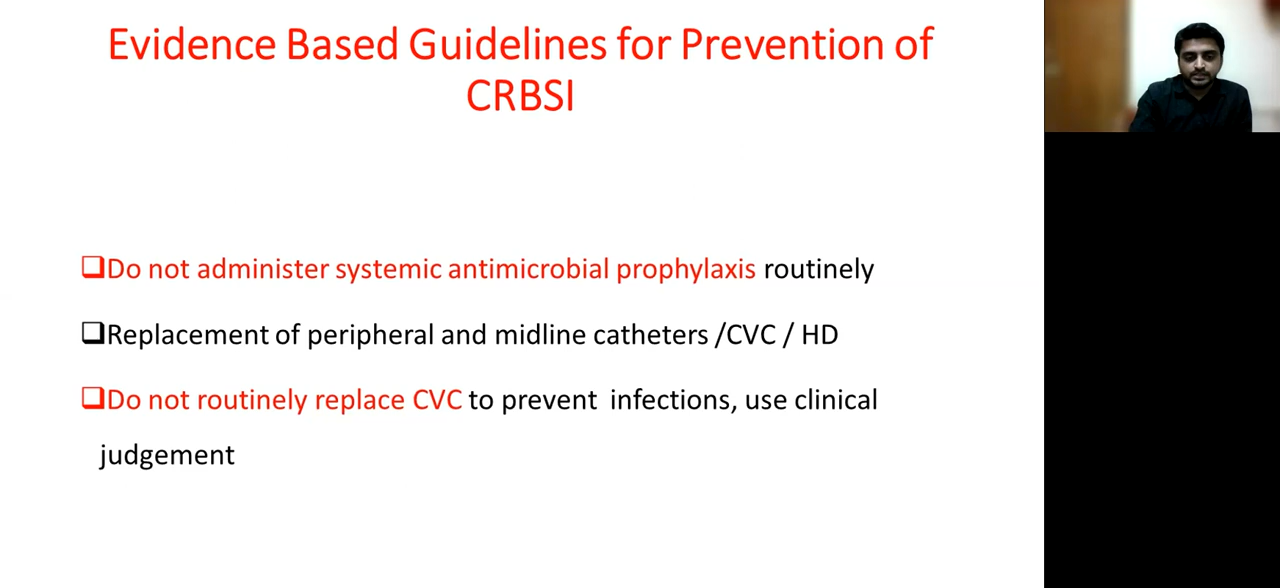 Evidence Based Guidelines for Prevention of
CRBSI
❑Do not administer systemic antimicrobial prophylaxis routinely
❑Replacement of peripheral and midline catheters /CVC / HD
❑Do not routinely replace CVC to prevent infections, use clinical
judgement